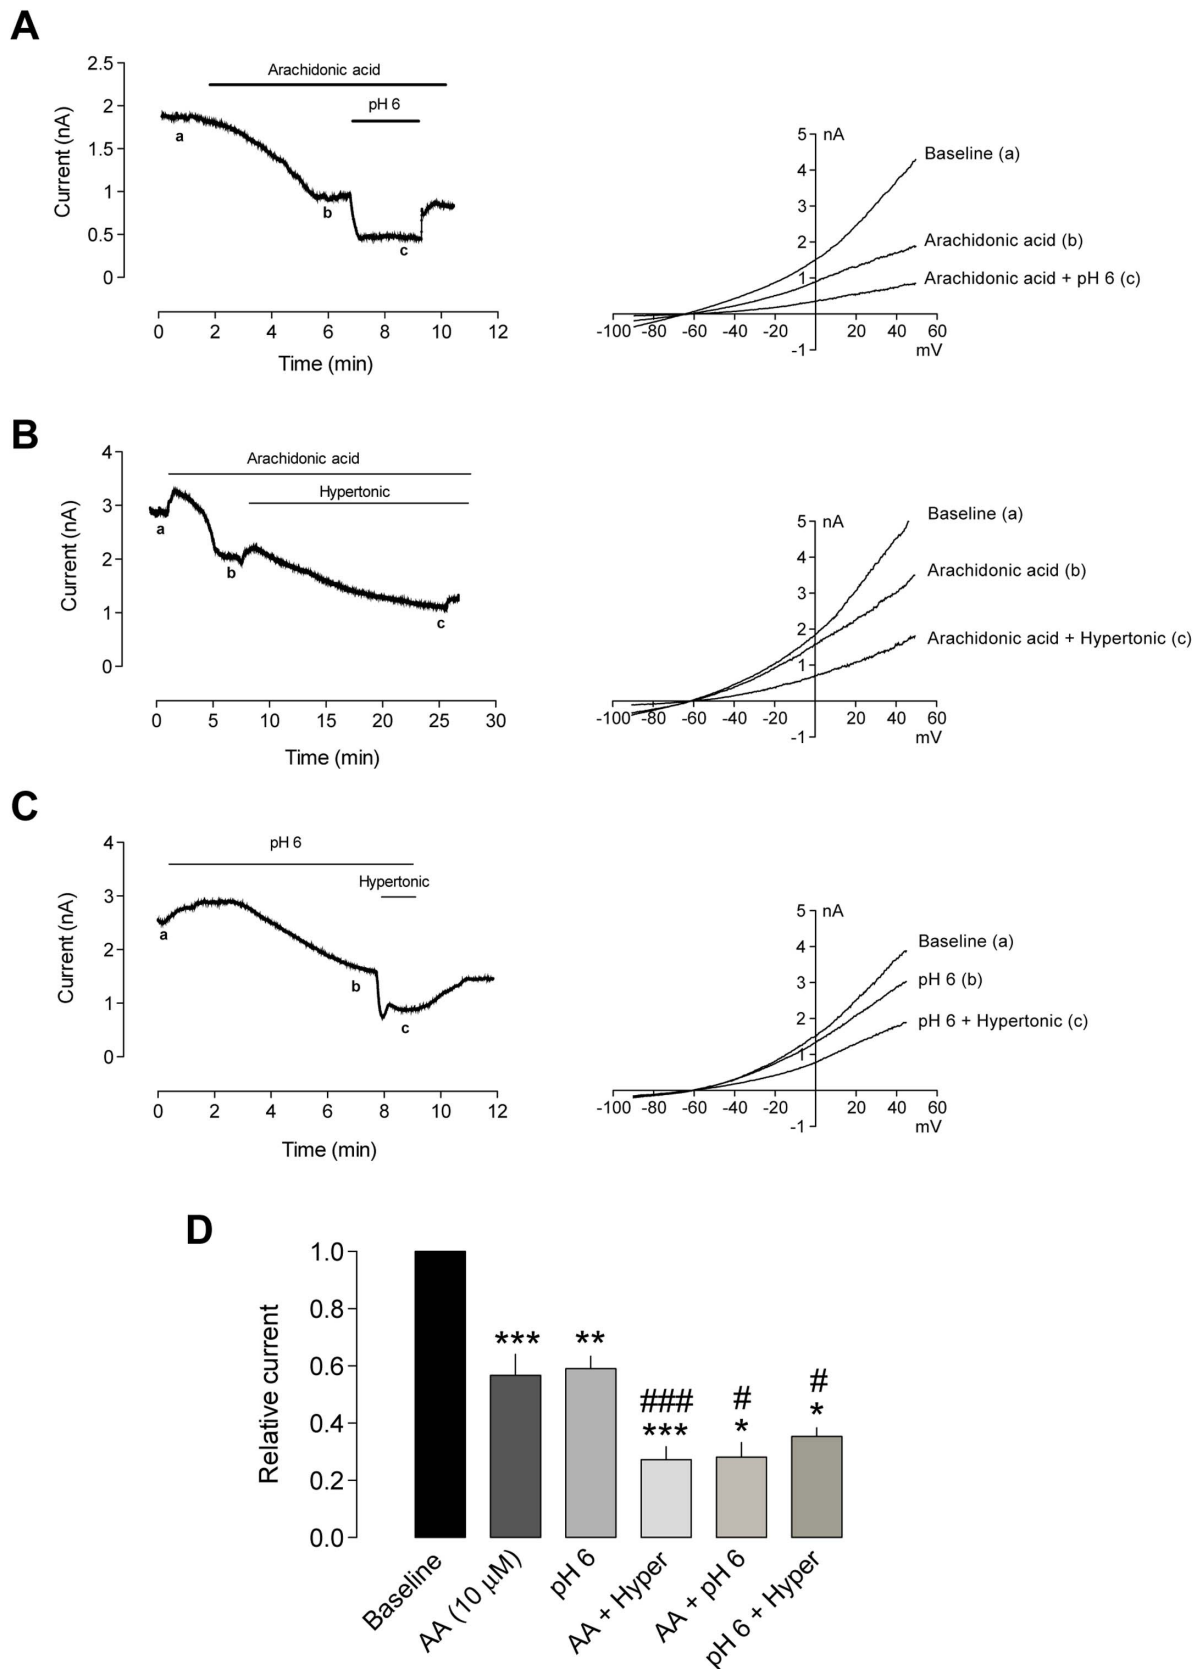 A
2.5
2
1.5
1
0.5
0
Current (nA)
Arachidonic acid
pH 6
a
b
c
0 2 4 6 8 10 12
Time (min)
5 nA
4
3
2
1
-1
Baseline (a)
Arachidonic acid (b)
Arachidonic acid + pH 6 (c)
-100 -80 -60 -40 -20 20 40 60
mV
B
4
3
2
1
0
Current (nA)
Arachidonic acid
Hypertonic
a
b
c
0 5 10 15 20 25 30
Time (min)
5 nA
4
3
2
1
-1
Baseline (a)
Arachidonic acid (b)
Arachidonic acid + Hypertonic (c)
-100 -80 -60 -40 -20 20 40 60
mV
C
4
3
2
1
0
Current (nA)
pH 6
Hypertonic
a
b
c
0 2 4 6 8 10 12
Time (min)
5 nA
4
3
2
1
-1
Baseline (a)
pH 6 (b)
pH 6 + Hypertonic (c)
-100 -80 -60 -40 -20 20 40 60
mV
D
1.0
0.8
0.6
0.4
0.2
0.0
Relative current
*** **
### # #
*** * *
Baseline
AA (10 μM)
pH 6
AA + Hyper
AA + pH 6
pH 6 + Hyper